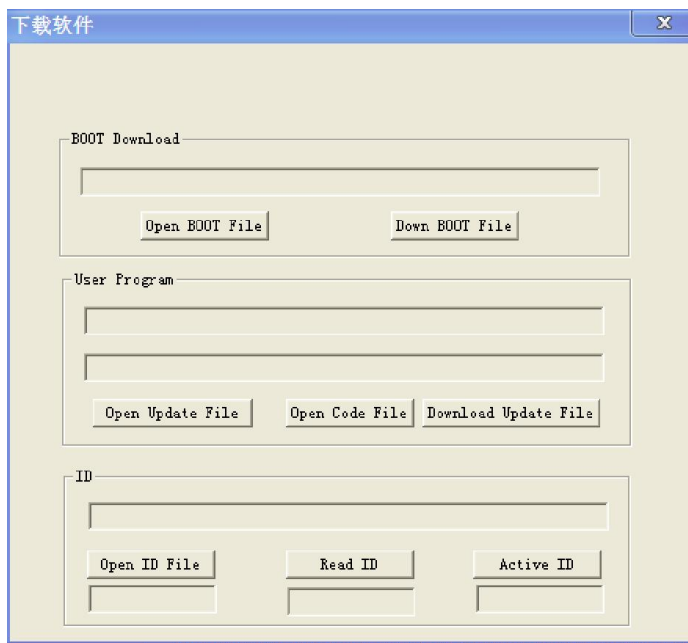 下载软件
BOOT Download
Open BOOT File
Down BOOT File
User Program
Open Update File
Open Code File
Download Update File
ID
Open ID File
Read ID
Active ID